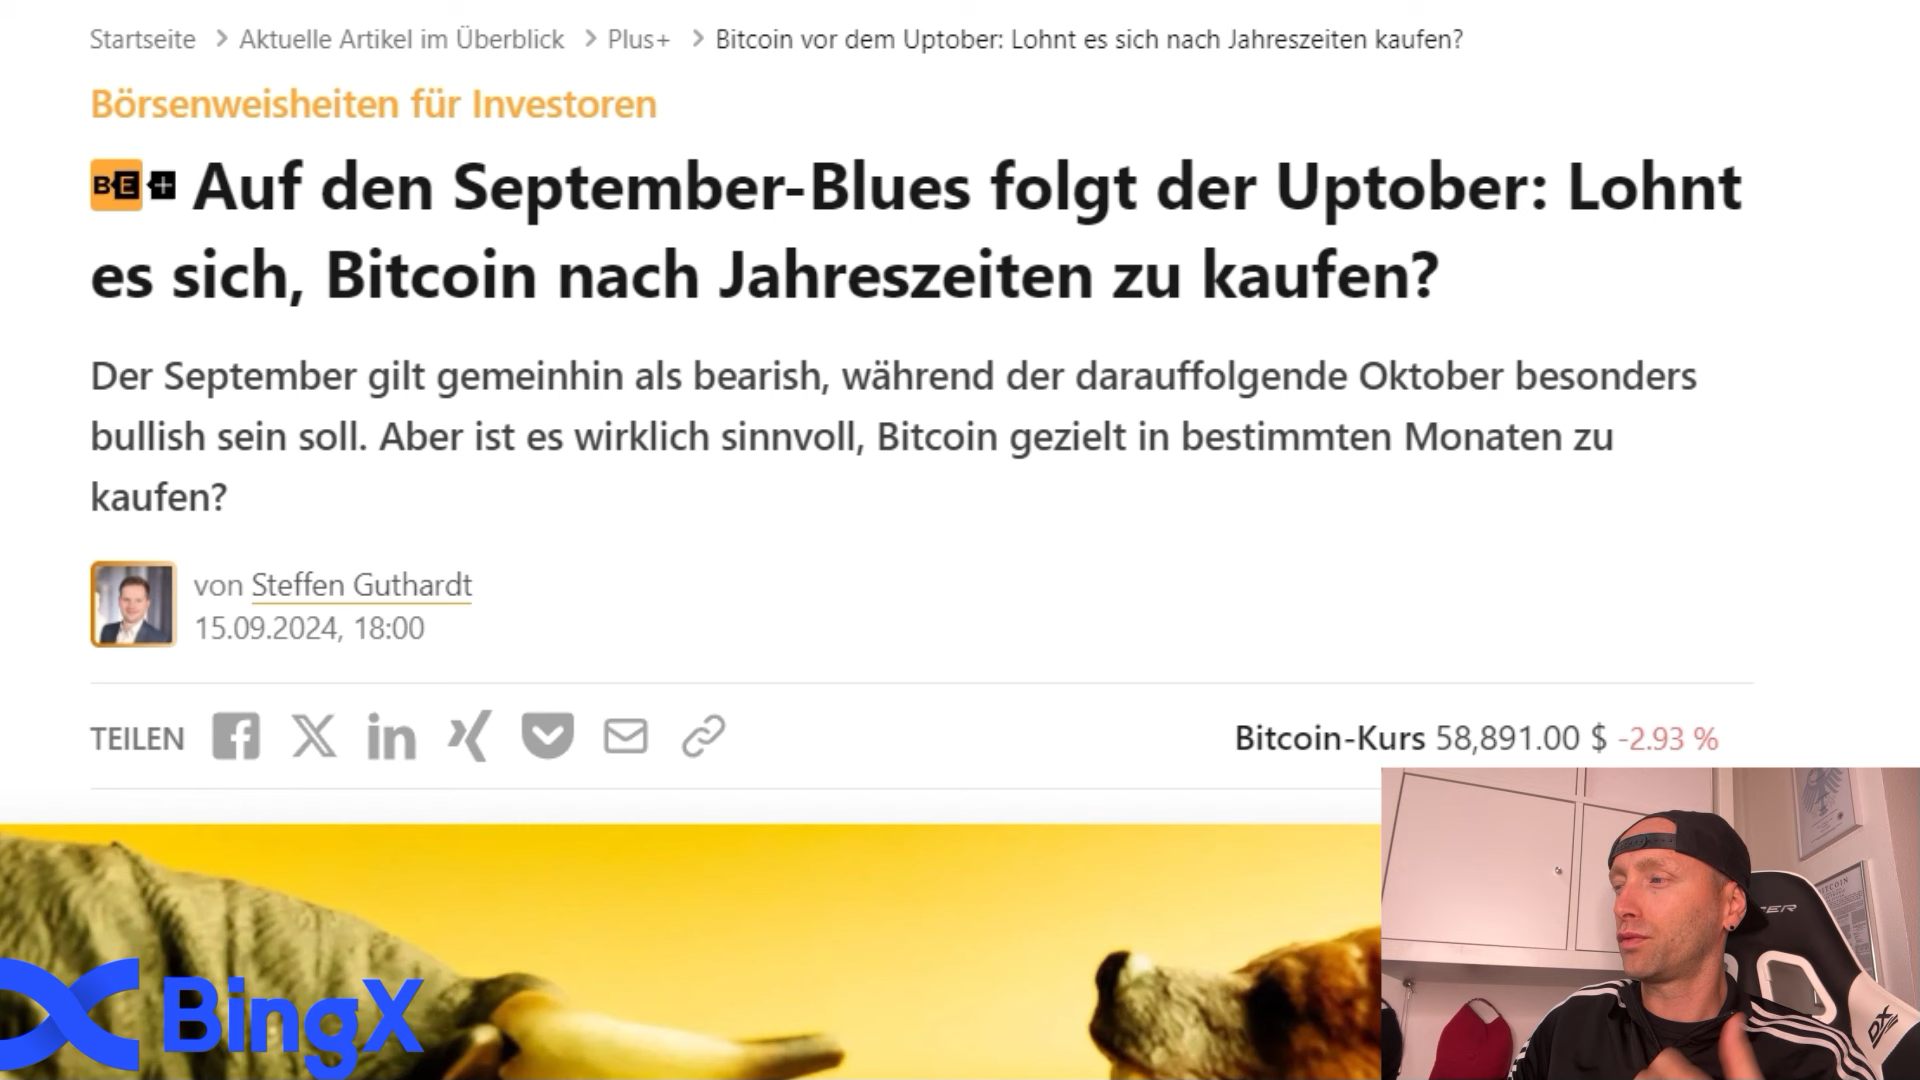 Startseite > Aktuelle Artikel im Überblick > Plus+ > Bitcoin vor dem Uptober: Lohnt es sich nach Jahreszeiten kaufen?
Börsenweisheiten für Investoren
BE+ Auf den September-Blues folgt der Uptober: Lohnt
es sich, Bitcoin nach Jahreszeiten zu kaufen?
Der September gilt gemeinhin als bearish, während der darauffolgende Oktober besonders
bullish sein soll. Aber ist es wirklich sinnvoll, Bitcoin gezielt in bestimmten Monaten zu
kaufen?
von Steffen Guthardt
15.09.2024, 18:00
TEILEN
Bitcoin-Kurs 58,891.00 $ -2.93 %
BingX
DX